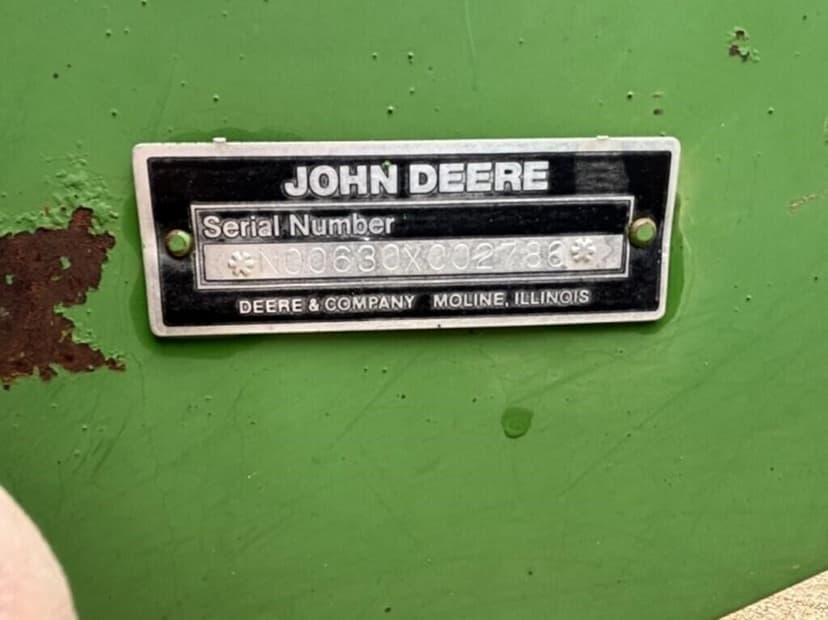 JOHN DEERE
Serial Number
*N00630X002786*
DEERE & COMPANY MOLINE, ILLINOIS